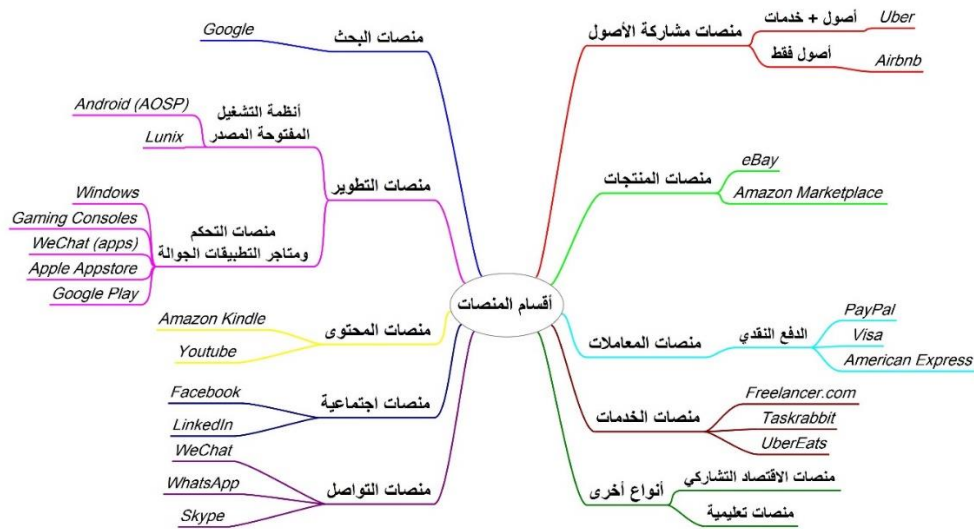 أقسام المنصات
منصات مشاركة الأصول
أصول + خدمات
Uber
أصول فقط
Airbnb
منصات المنتجات
eBay
Amazon Marketplace
منصات المعاملات
الدفع النقدي
PayPal
Visa
American Express
منصات الخدمات
Freelancer.com
Taskrabbit
UberEats
أنواع أخرى
منصات الاقتصاد التشاركي
منصات تعليمية
منصات البحث
Google
منصات التطوير
أنظمة التشغيل
المفتوحة المصدر
Android (AOSP)
Lunix
منصات التحكم
ومتاجر التطبيقات الجوالة
Windows
Gaming Consoles
WeChat (apps)
Apple Appstore
Google Play
منصات المحتوى
Amazon Kindle
Youtube
منصات اجتماعية
Facebook
LinkedIn
منصات التواصل
WeChat
WhatsApp
Skype